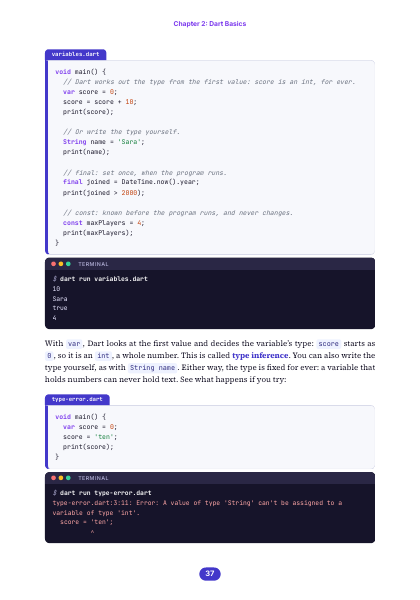 Chapter 2: Dart Basics
variables.dart
void main() {
  // Dart works out the type from the first value: score is an int, for ever.
  var score = 0;
  score = score + 10;
  print(score);

  // Or write the type yourself.
  String name = 'Sara';
  print(name);

  // final: set once, when the program runs.
  final joined = DateTime.now().year;
  print(joined > 2000);

  // const: known before the program runs, and never changes.
  const maxPlayers = 4;
  print(maxPlayers);
}
TERMINAL
$ dart run variables.dart
10
Sara
true
4
With var, Dart looks at the first value and decides the variable's type: score starts as
0, so it is an int, a whole number. This is called type inference. You can also write the
type yourself, as with String name. Either way, the type is fixed for ever: a variable that
holds numbers can never hold text. See what happens if you try:
type-error.dart
void main() {
  var score = 0;
  score = 'ten';
  print(score);
}
TERMINAL
$ dart run type-error.dart
type-error.dart:3:11: Error: A value of type 'String' can't be assigned to a
variable of type 'int'.
  score = 'ten';
          ^
37